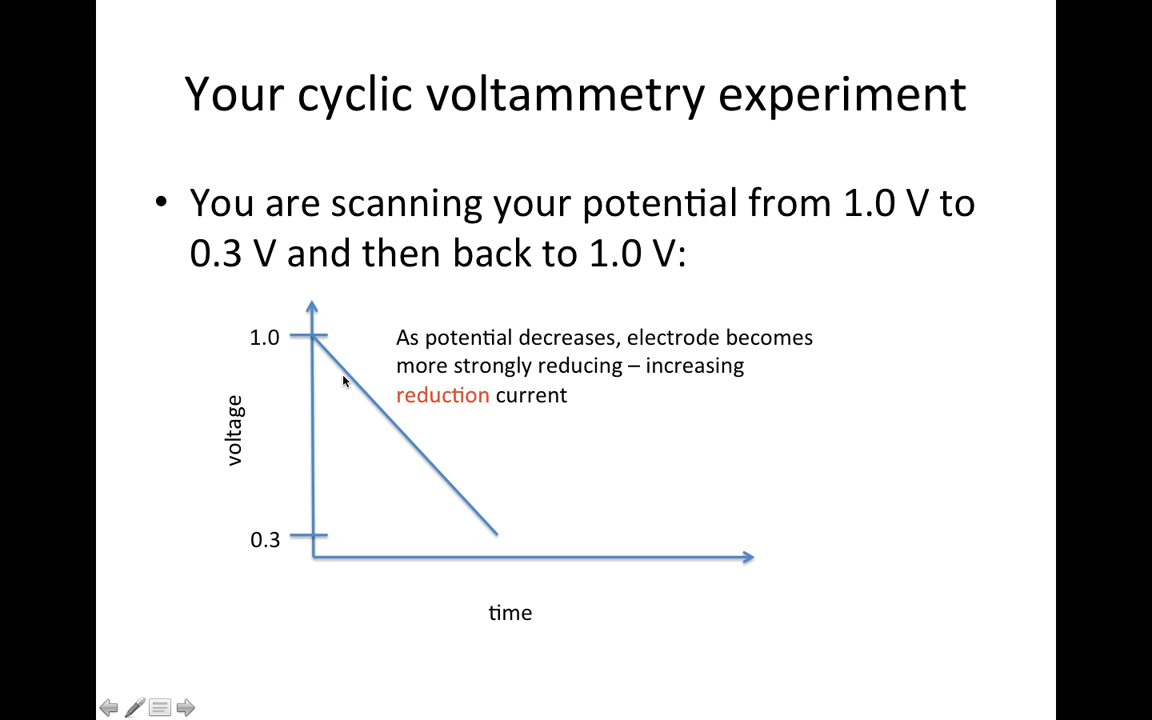 Your cyclic voltammetry experiment
• You are scanning your potential from 1.0 V to
0.3 V and then back to 1.0 V:
1.0
As potential decreases, electrode becomes
more strongly reducing – increasing
reduction current
voltage
0.3
time